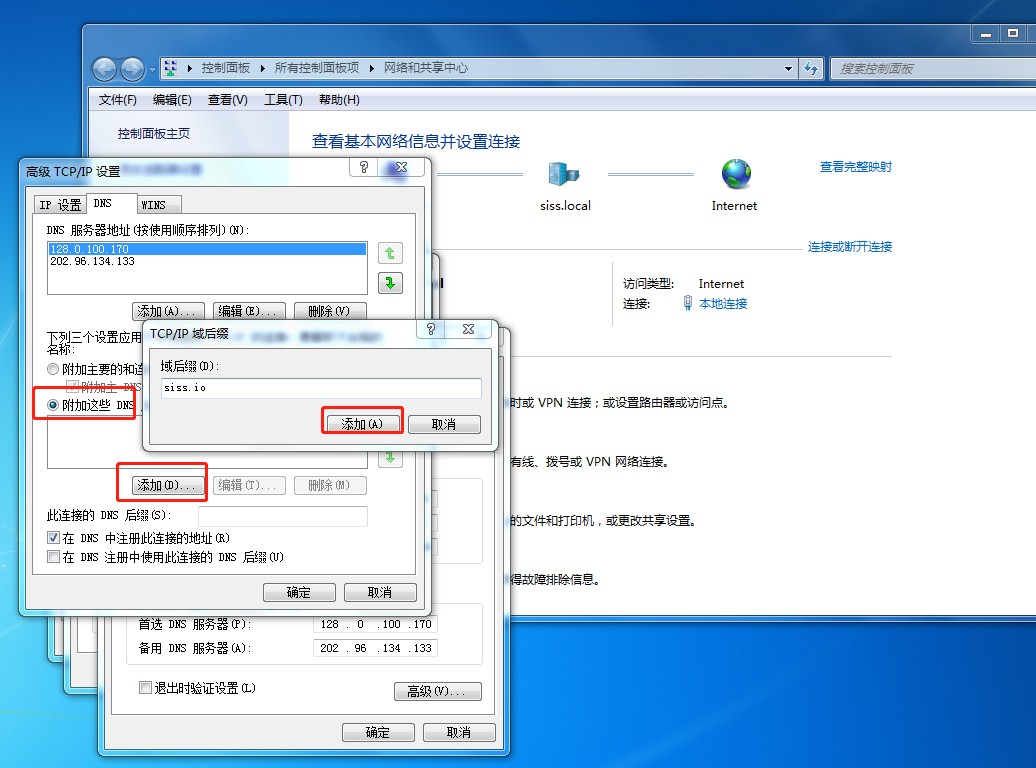 控制面板 ▸ 所有控制面板项 ▸ 网络和共享中心
搜索控制面板
文件(F) 编辑(E) 查看(V) 工具(T) 帮助(H)
控制面板主页
查看基本网络信息并设置连接
查看完整映射
siss.local
Internet
连接或断开连接
访问类型: Internet
连接: 本地连接
时或 VPN 连接；或设置路由器或访问点。
有线、拨号或 VPN 网络连接。
的文件和打印机，或更改共享设置。
得故障排除信息。
高级 TCP/IP 设置
IP 设置 DNS WINS
DNS 服务器地址(按使用顺序排列)(N):
128.0.100.170
202.96.134.133
添加(A)... 编辑(E)... 删除(V)
下列三个设置应用
名称:
附加主要的和连
附加主 DNS
附加这些 DNS
添加(D)... 编辑(T)... 删除(M)
此连接的 DNS 后缀(S):
在 DNS 中注册此连接的地址(R)
在 DNS 注册中使用此连接的 DNS 后缀(U)
确定 取消
TCP/IP 域后缀
域后缀(D):
siss.io
添加(A) 取消
首选 DNS 服务器(P): 128 . 0 .100 .170
备用 DNS 服务器(A): 202 . 96 .134 .133
退出时验证设置(L)
高级(V)...
确定 取消